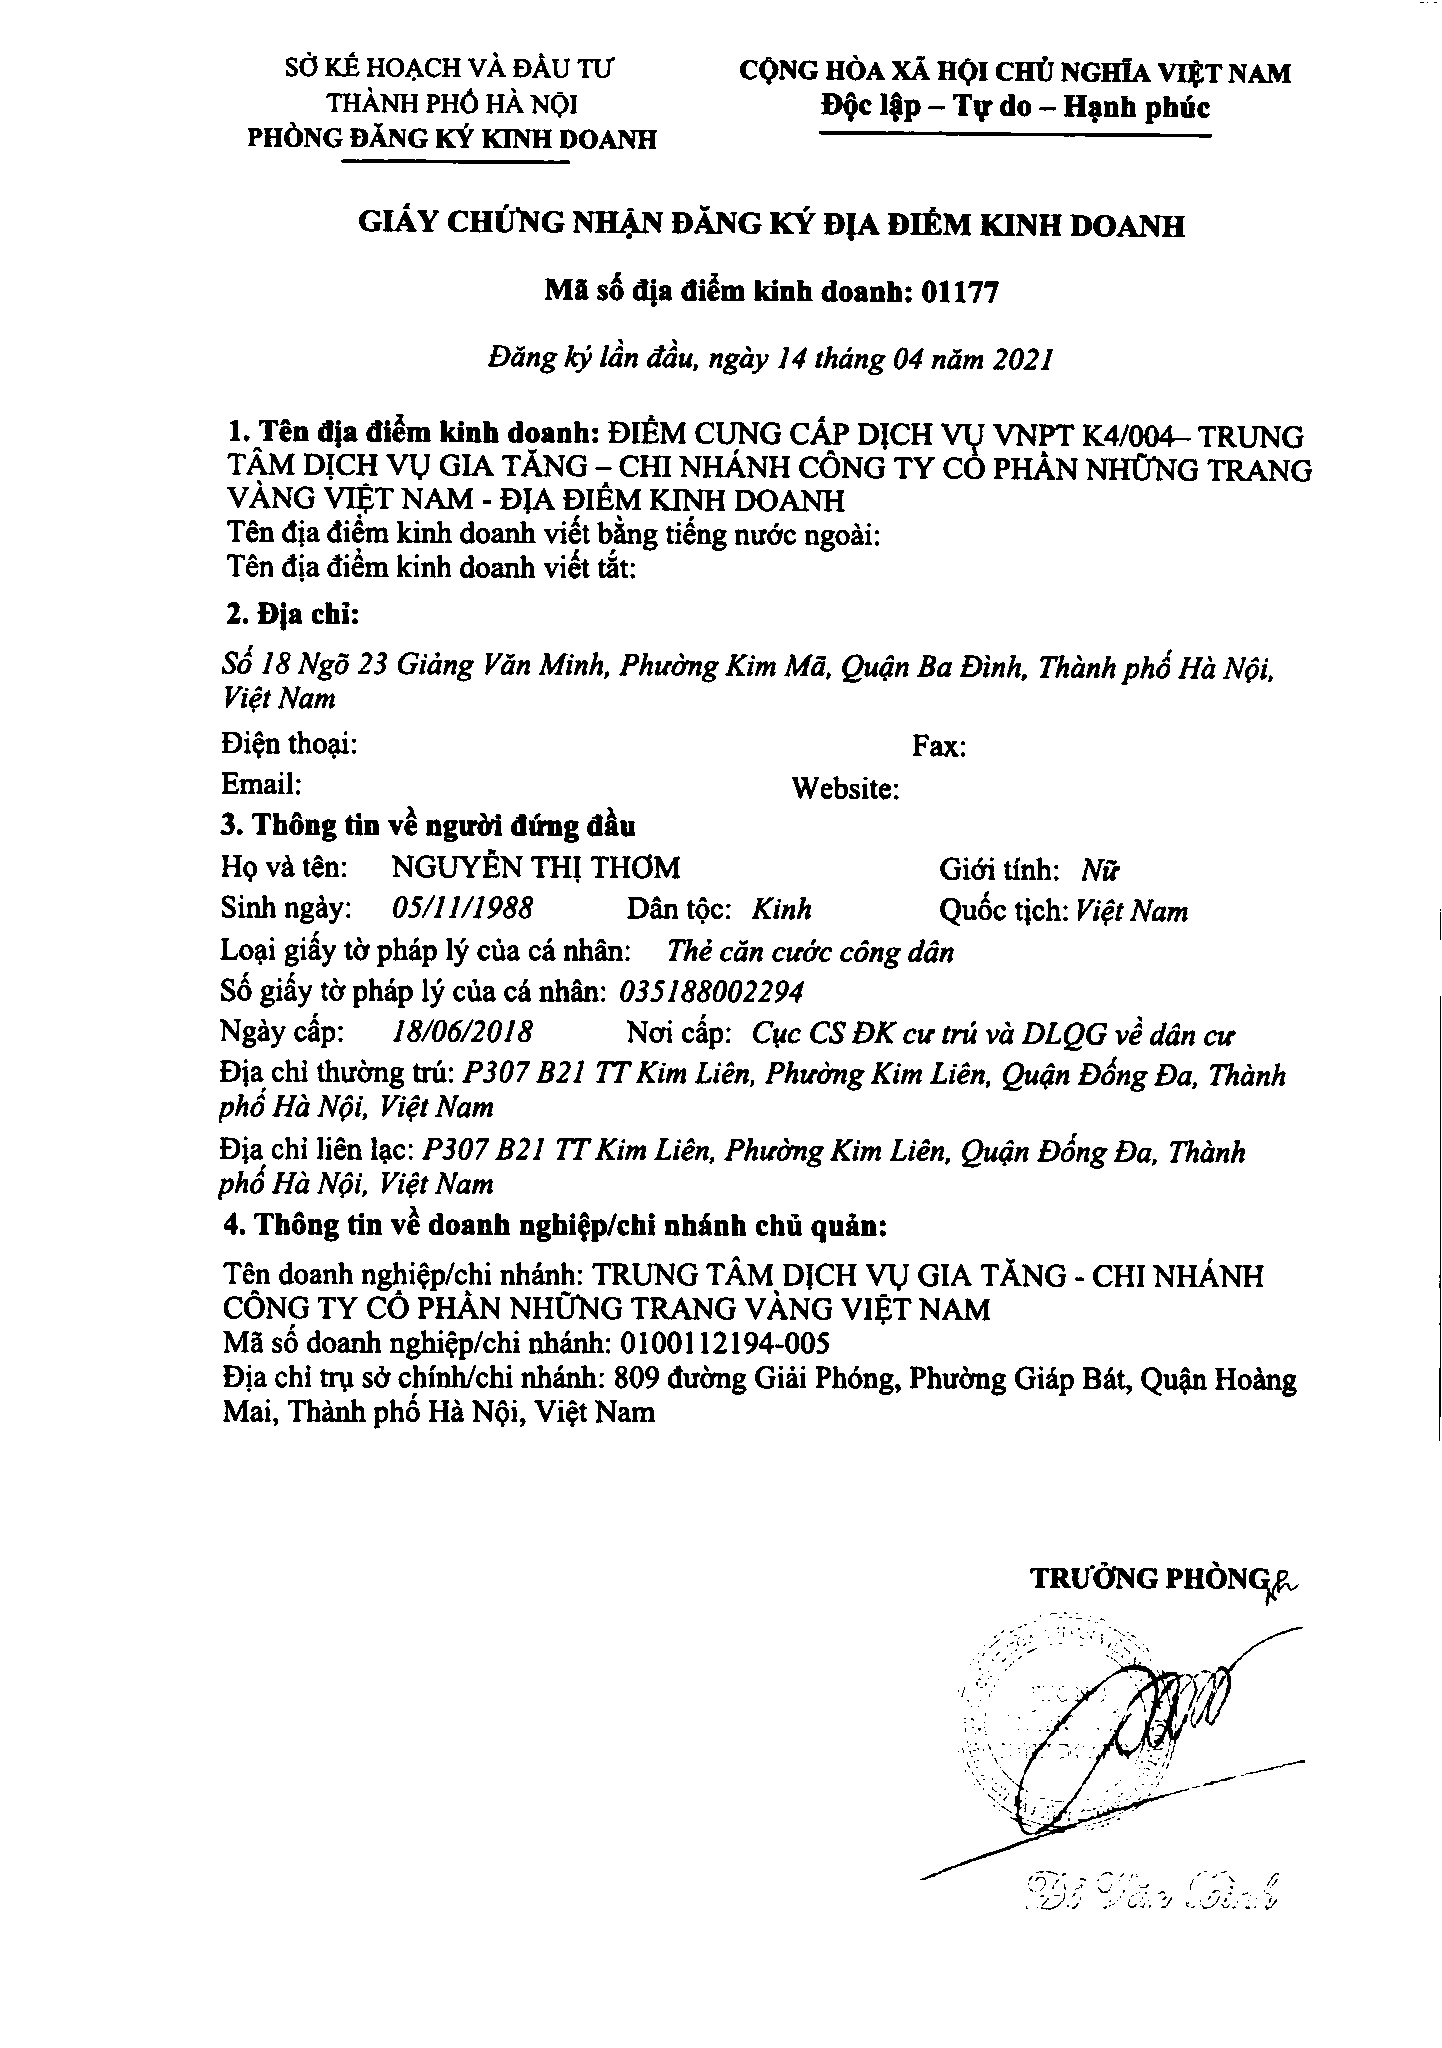 SỞ KẾ HOẠCH VÀ ĐẦU TƯ
THÀNH PHỐ HÀ NỘI
PHÒNG ĐĂNG KÝ KINH DOANH
CỘNG HÒA XÃ HỘI CHỦ NGHĨA VIỆT NAM
Độc lập – Tự do – Hạnh phúc
GIẤY CHỨNG NHẬN ĐĂNG KÝ ĐỊA ĐIỂM KINH DOANH
Mã số địa điểm kinh doanh: 01177
Đăng ký lần đầu, ngày 14 tháng 04 năm 2021
1. Tên địa điểm kinh doanh: ĐIỂM CUNG CẤP DỊCH VỤ VNPT K4/004– TRUNG
TÂM DỊCH VỤ GIA TĂNG – CHI NHÁNH CÔNG TY CỔ PHẦN NHỮNG TRANG
VÀNG VIỆT NAM - ĐỊA ĐIỂM KINH DOANH
Tên địa điểm kinh doanh viết bằng tiếng nước ngoài:
Tên địa điểm kinh doanh viết tắt:
2. Địa chỉ:
Số 18 Ngõ 23 Giảng Văn Minh, Phường Kim Mã, Quận Ba Đình, Thành phố Hà Nội,
Việt Nam
Điện thoại: Fax:
Email: Website:
3. Thông tin về người đứng đầu
Họ và tên: NGUYỄN THỊ THƠM Giới tính: Nữ
Sinh ngày: 05/11/1988 Dân tộc: Kinh Quốc tịch: Việt Nam
Loại giấy tờ pháp lý của cá nhân: Thẻ căn cước công dân
Số giấy tờ pháp lý của cá nhân: 035188002294
Ngày cấp: 18/06/2018 Nơi cấp: Cục CS ĐK cư trú và DLQG về dân cư
Địa chỉ thường trú: P307 B21 TT Kim Liên, Phường Kim Liên, Quận Đống Đa, Thành
phố Hà Nội, Việt Nam
Địa chỉ liên lạc: P307 B21 TT Kim Liên, Phường Kim Liên, Quận Đống Đa, Thành
phố Hà Nội, Việt Nam
4. Thông tin về doanh nghiệp/chi nhánh chủ quản:
Tên doanh nghiệp/chi nhánh: TRUNG TÂM DỊCH VỤ GIA TĂNG - CHI NHÁNH
CÔNG TY CỔ PHẦN NHỮNG TRANG VÀNG VIỆT NAM
Mã số doanh nghiệp/chi nhánh: 0100112194-005
Địa chỉ trụ sở chính/chi nhánh: 809 đường Giải Phóng, Phường Giáp Bát, Quận Hoàng
Mai, Thành phố Hà Nội, Việt Nam
TRƯỞNG PHÒNG